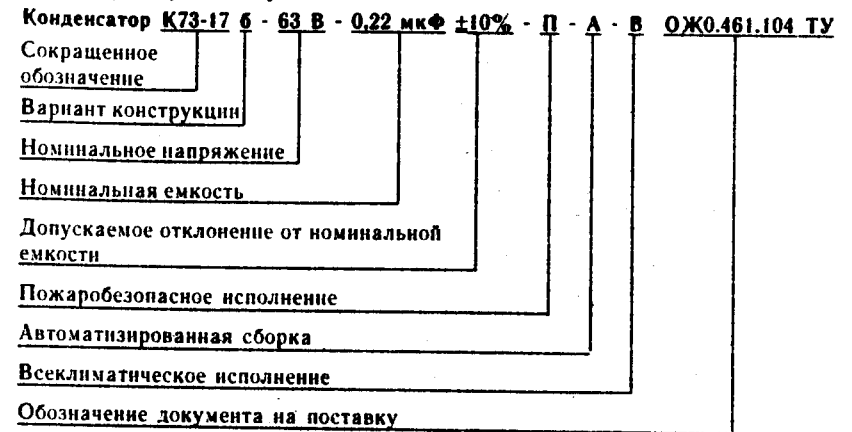 Конденсатор К73-17 б - 63 В - 0,22 мкФ ±10% - П - А - В ОЖ0.461.104 ТУ
Сокращенное
обозначение
Вариант конструкции
Номинальное напряжение
Номинальная емкость
Допускаемое отклонение от номинальной
емкости
Пожаробезопасное исполнение
Автоматизированная сборка
Всеклиматическое исполнение
Обозначение документа на поставку